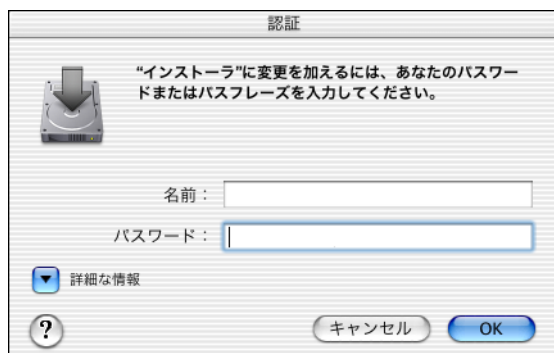 認証
“インストーラ”に変更を加えるには、あなたのパスワー
ドまたはパスフレーズを入力してください。
名前：
パスワード：
詳細な情報
?
キャンセル
OK